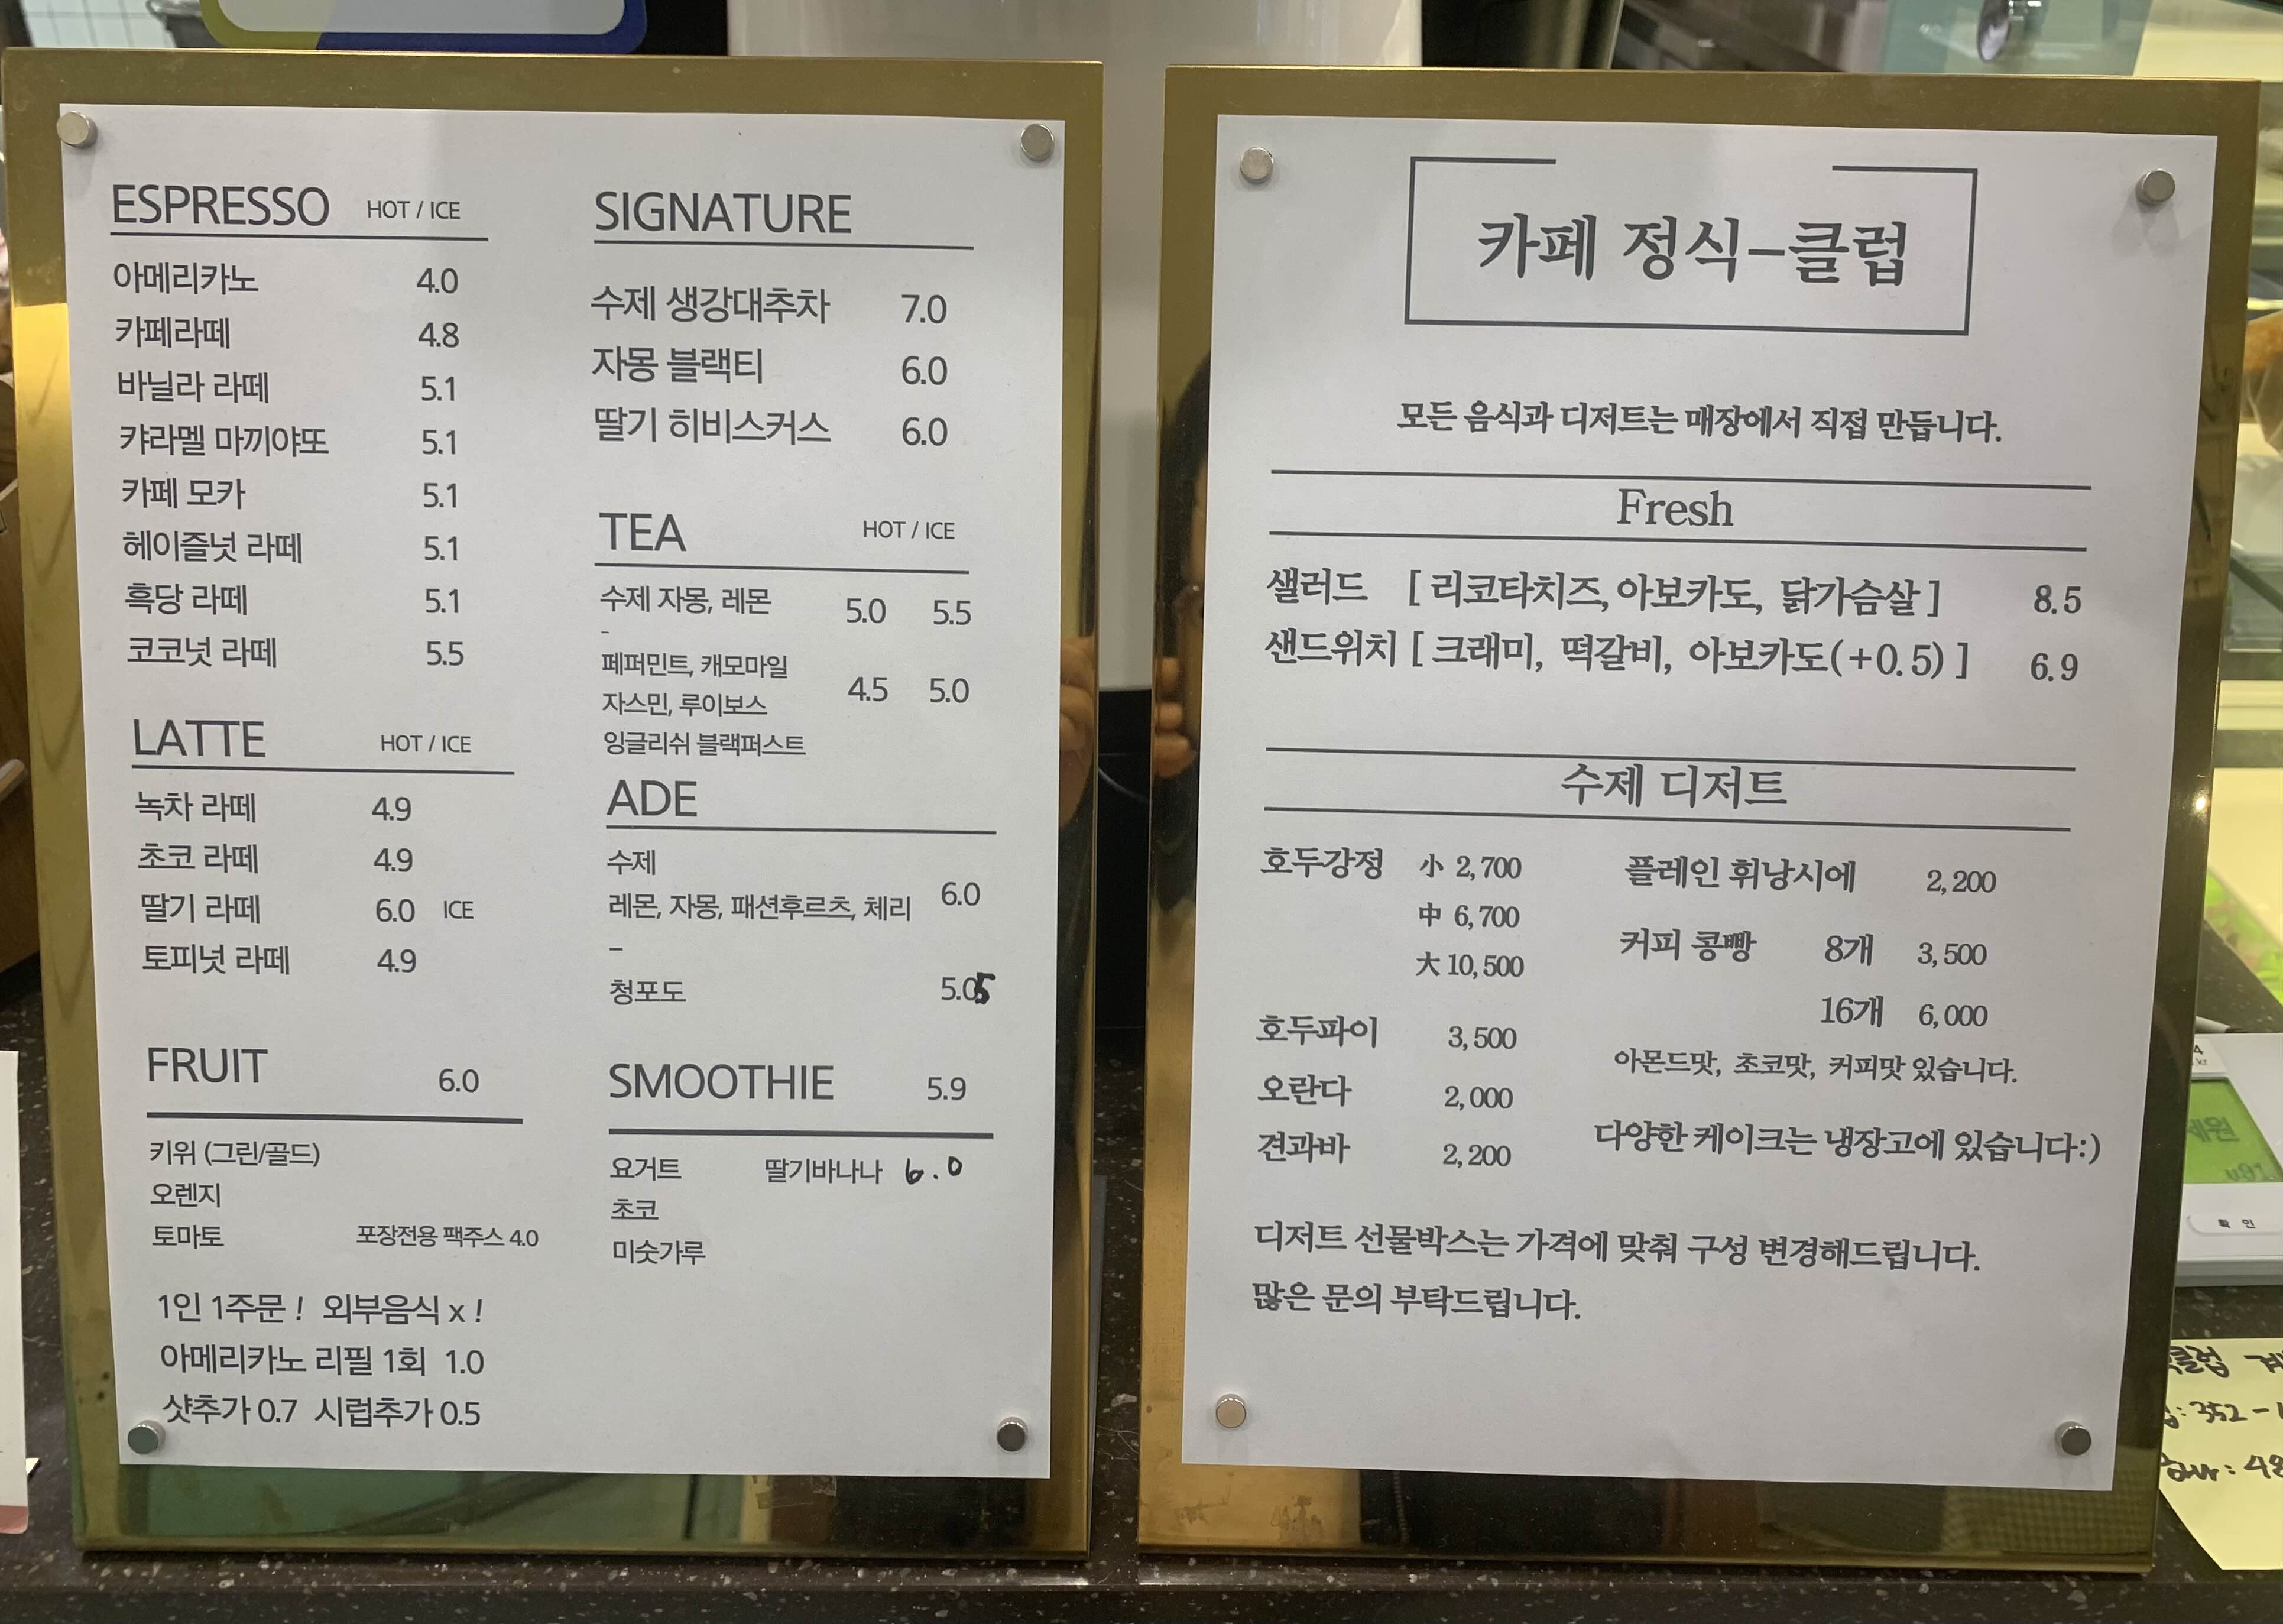 ESPRESSO HOT / ICE
아메리카노 4.0
카페라떼 4.8
바닐라 라떼 5.1
캬라멜 마끼야또 5.1
카페 모카 5.1
헤이즐넛 라떼 5.1
흑당 라떼 5.1
코코넛 라떼 5.5
LATTE HOT / ICE
녹차 라떼 4.9
초코 라떼 4.9
딸기 라떼 6.0 ICE
토피넛 라떼 4.9
FRUIT 6.0
키위 (그린/골드)
오렌지
토마토 포장전용 팩주스 4.0
1인 1주문 ! 외부음식 x !
아메리카노 리필 1회 1.0
샷추가 0.7 시럽추가 0.5
SIGNATURE
수제 생강대추차 7.0
자몽 블랙티 6.0
딸기 히비스커스 6.0
TEA HOT / ICE
수제 자몽, 레몬 5.0 5.5
-
페퍼민트, 캐모마일
자스민, 루이보스 4.5 5.0
잉글리쉬 블랙퍼스트
ADE
수제
레몬, 자몽, 패션후르츠, 체리 6.0
-
청포도 5.05
SMOOTHIE 5.9
요거트 딸기바나나 6.0
초코
미숫가루
카페 정식-클럽
모든 음식과 디저트는 매장에서 직접 만듭니다.
Fresh
샐러드 [ 리코타치즈, 아보카도, 닭가슴살 ] 8.5
샌드위치 [ 크래미, 떡갈비, 아보카도(+0.5) ] 6.9
수제 디저트
호두강정 小 2,700
中 6,700
大 10,500
호두파이 3,500
오란다 2,000
견과바 2,200
플레인 휘낭시에 2,200
커피 콩빵 8개 3,500
16개 6,000
아몬드맛, 초코맛, 커피맛 있습니다.
다양한 케이크는 냉장고에 있습니다:)
디저트 선물박스는 가격에 맞춰 구성 변경해드립니다.
많은 문의 부탁드립니다.
확인
클럽
352-1
: 48